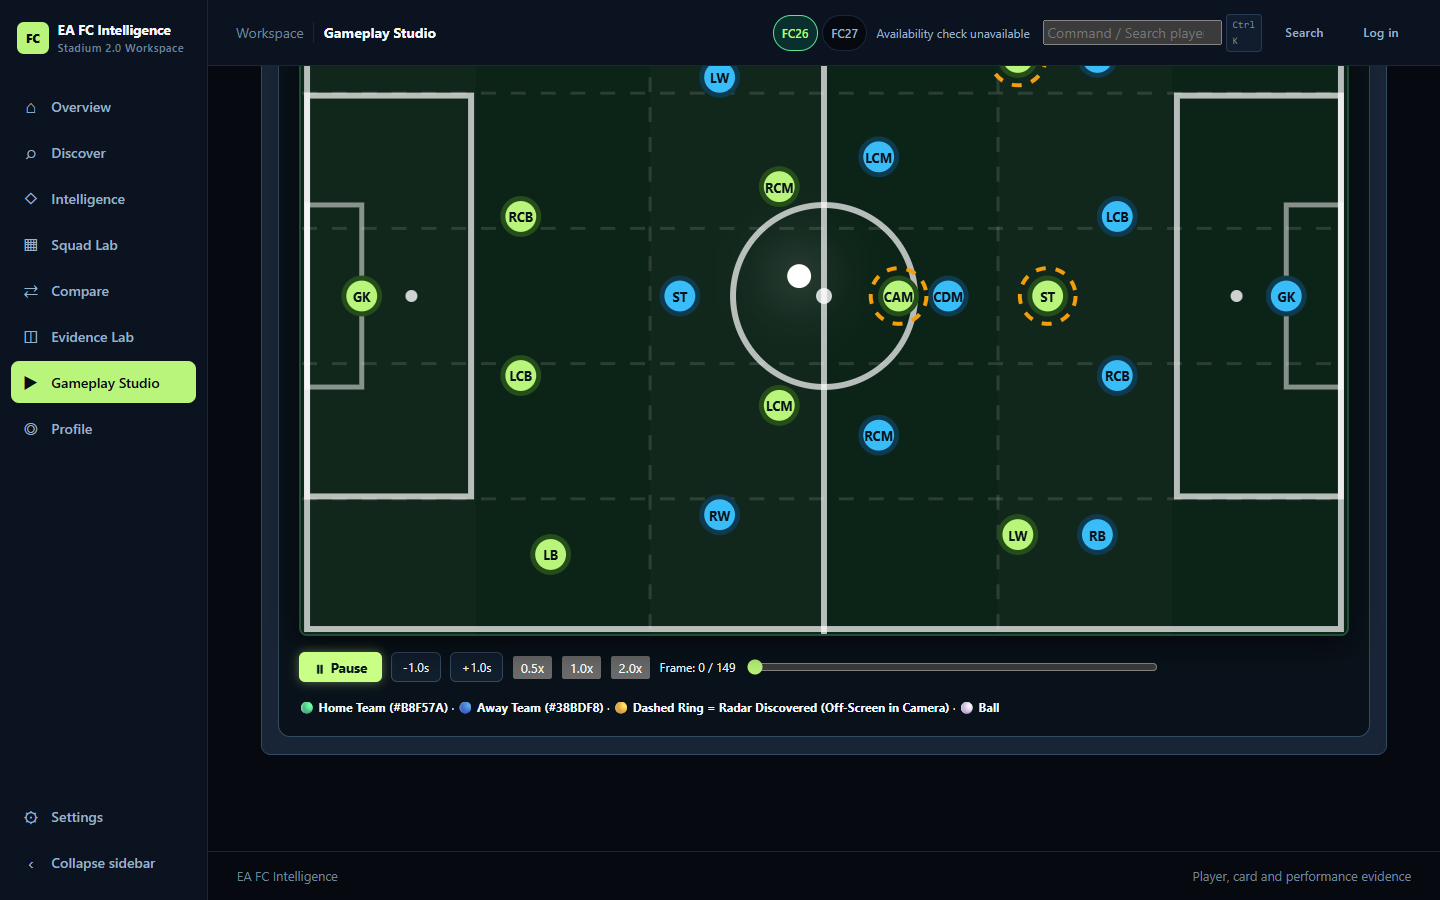 FC
EA FC Intelligence
Stadium 2.0 Workspace
Workspace
Gameplay Studio
FC26
FC27
Availability check unavailable
Command / Search playe
Ctrl K
Search
Log in
Overview
Discover
Intelligence
Squad Lab
Compare
Evidence Lab
Gameplay Studio
Profile
Settings
Collapse sidebar
LW
LCM
RCM
RCB
LCB
GK
ST
CAM
CDM
ST
GK
LCB
RCB
LCM
RCM
RW
LB
LW
RB
Pause
-1.0s
+1.0s
0.5x
1.0x
2.0x
Frame: 0 / 149
Home Team (#B8F57A) · Away Team (#38BDF8) · Dashed Ring = Radar Discovered (Off-Screen in Camera) · Ball
EA FC Intelligence
Player, card and performance evidence